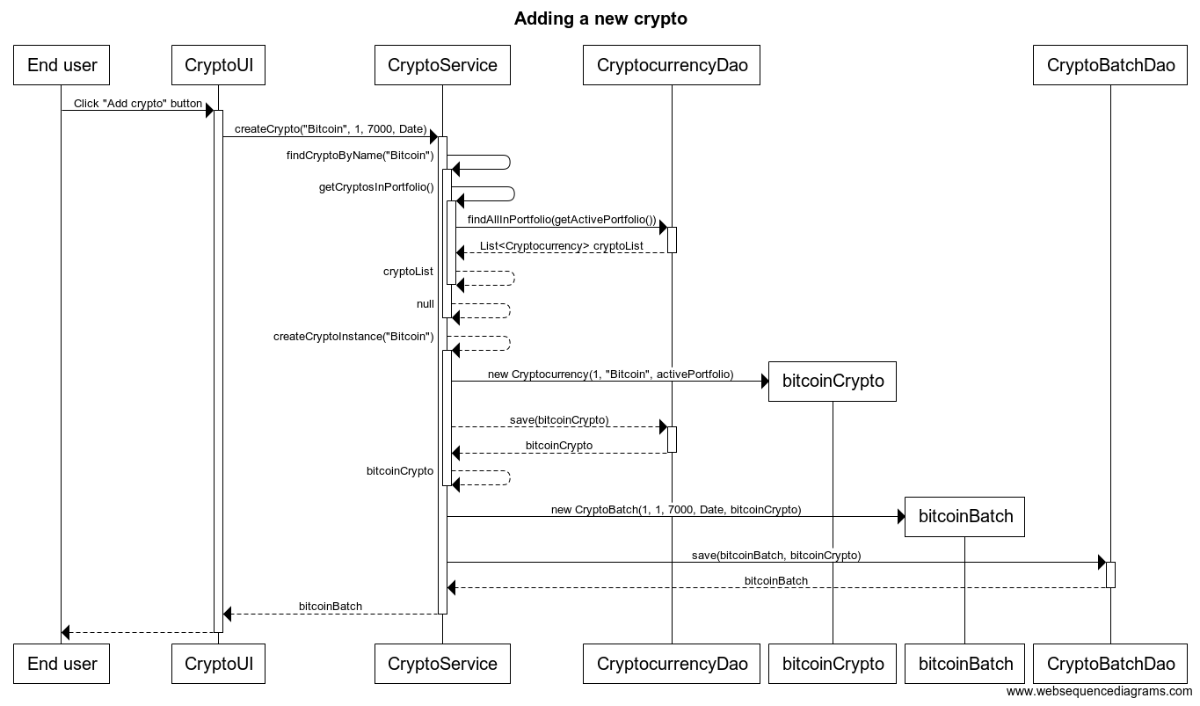 Adding a new crypto
End user
CryptoUI
CryptoService
CryptocurrencyDao
CryptoBatchDao
Click "Add crypto" button
createCrypto("Bitcoin", 1, 7000, Date)
findCryptoByName("Bitcoin")
getCryptosInPortfolio()
findAllInPortfolio(getActivePortfolio())
List<Cryptocurrency> cryptoList
cryptoList
null
createCryptoInstance("Bitcoin")
new Cryptocurrency(1, "Bitcoin", activePortfolio)
bitcoinCrypto
save(bitcoinCrypto)
bitcoinCrypto
bitcoinCrypto
new CryptoBatch(1, 1, 7000, Date, bitcoinCrypto)
bitcoinBatch
save(bitcoinBatch, bitcoinCrypto)
bitcoinBatch
bitcoinBatch
End user
CryptoUI
CryptoService
CryptocurrencyDao
bitcoinCrypto
bitcoinBatch
CryptoBatchDao
www.websequencediagrams.com